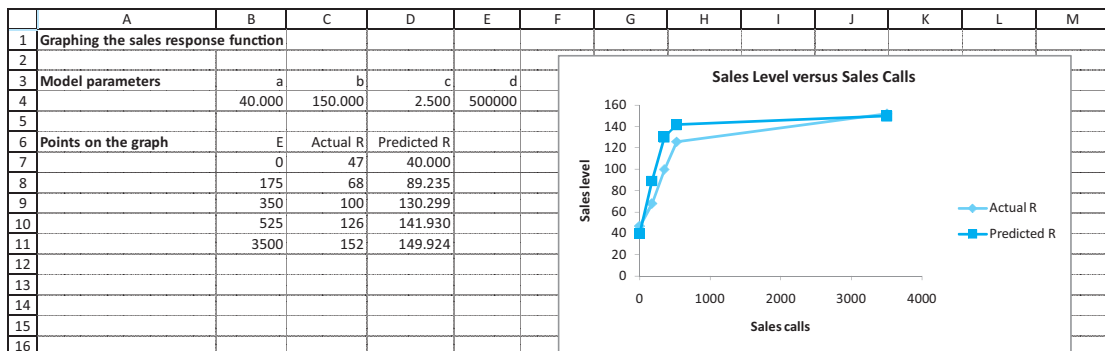 A B C D E F G H I J K L M
1 Graphing the sales response function
2
3 Model parameters a b c d
4 40.000 150.000 2.500 500000
5
6 Points on the graph E Actual R Predicted R
7 0 47 40.000
8 175 68 89.235
9 350 100 130.299
10 525 126 141.930
11 3500 152 149.924
12
13
14
15
16
Sales Level versus Sales Calls
Sales level
160
140
120
100
80
60
40
20
0
0 1000 2000 3000 4000
Sales calls
Actual R
Predicted R